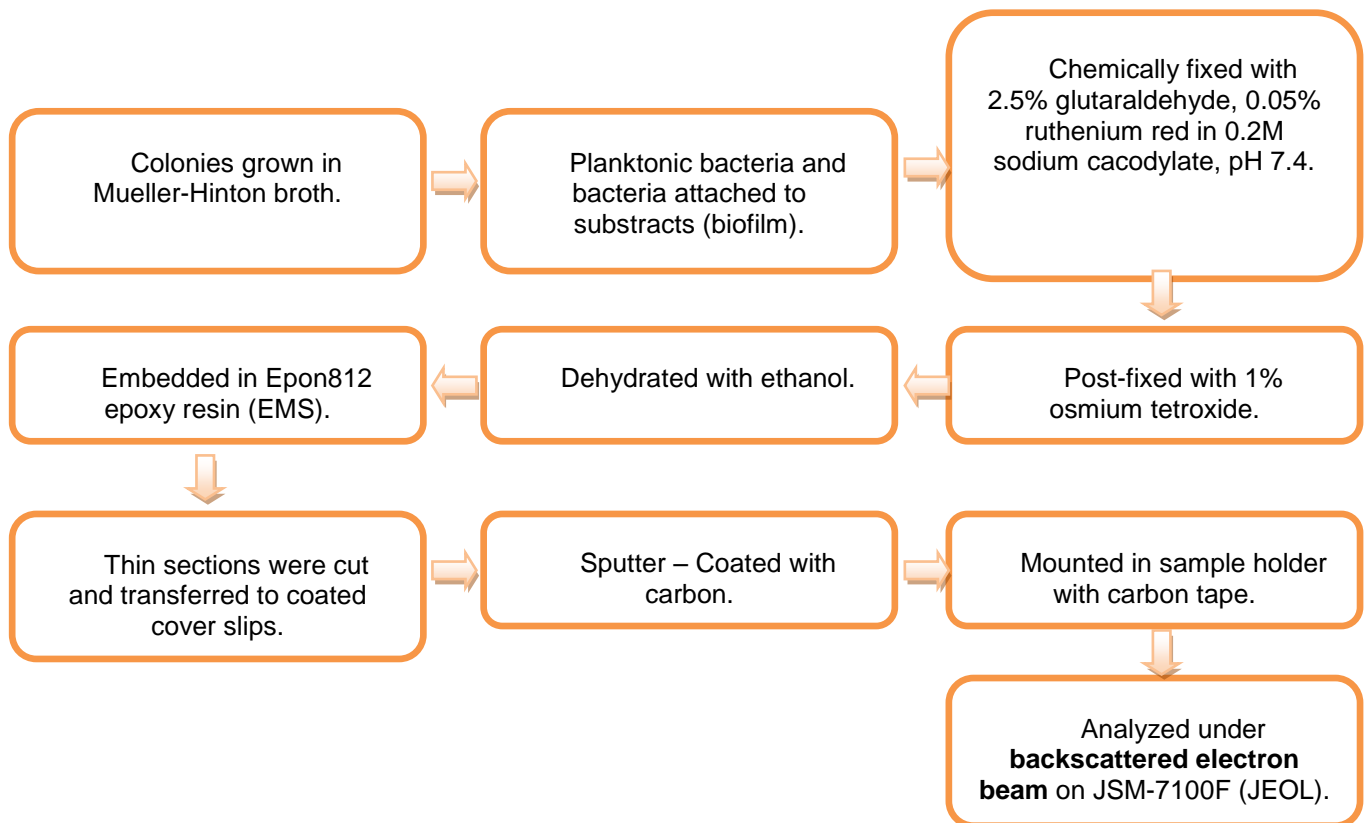 Colonies grown in
Mueller-Hinton broth.
Planktonic bacteria and
bacteria attached to
substracts (biofilm).
Chemically fixed with
2.5% glutaraldehyde, 0.05%
ruthenium red in 0.2M
sodium cacodylate, pH 7.4.
Post-fixed with 1%
osmium tetroxide.
Dehydrated with ethanol.
Embedded in Epon812
epoxy resin (EMS).
Thin sections were cut
and transferred to coated
cover slips.
Sputter – Coated with
carbon.
Mounted in sample holder
with carbon tape.
Analyzed under
backscattered electron
beam on JSM-7100F (JEOL).